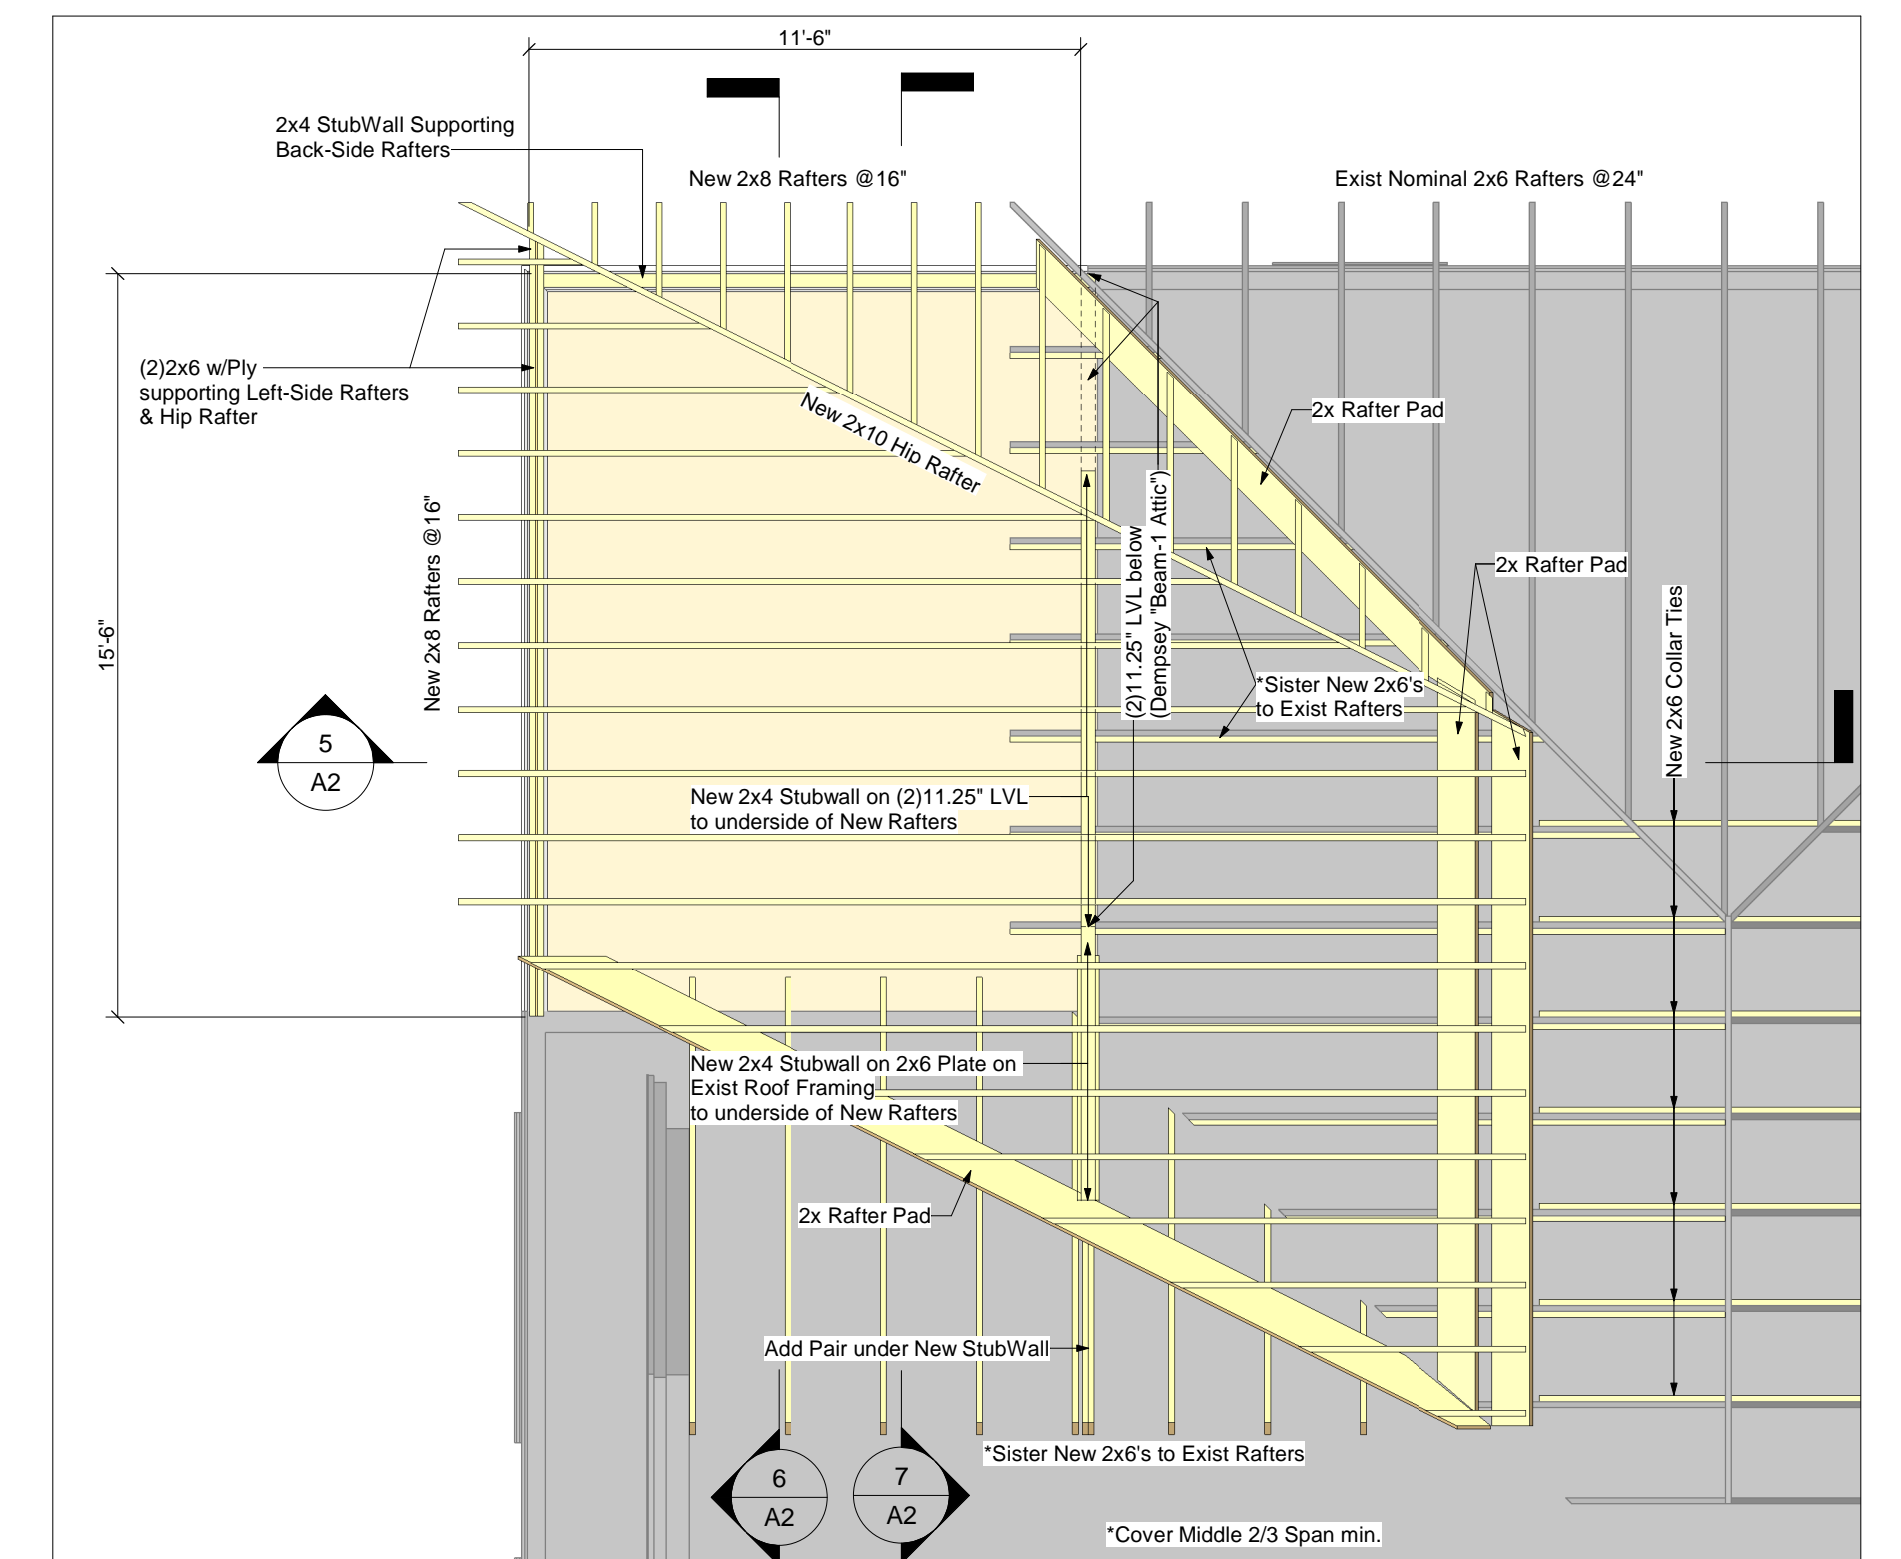 11'-6"
2x4 StubWall Supporting
Back-Side Rafters
New 2x8 Rafters @16"
Exist Nominal 2x6 Rafters @24"
(2)2x6 w/Ply
supporting Left-Side Rafters
& Hip Rafter
New 2x10 Hip Rafter
2x Rafter Pad
New 2x8 Rafters @16"
15'-6"
(2)11.25" LVL below
(Dempsey "Beam-1 Attic")
2x Rafter Pad
New 2x6 Collar Ties
*Sister New 2x6's
to Exist Rafters
5
A2
New 2x4 Stubwall on (2)11.25" LVL
to underside of New Rafters
New 2x4 Stubwall on 2x6 Plate on
Exist Roof Framing
to underside of New Rafters
2x Rafter Pad
Add Pair under New StubWall
*Sister New 2x6's to Exist Rafters
6
A2
7
A2
*Cover Middle 2/3 Span min.